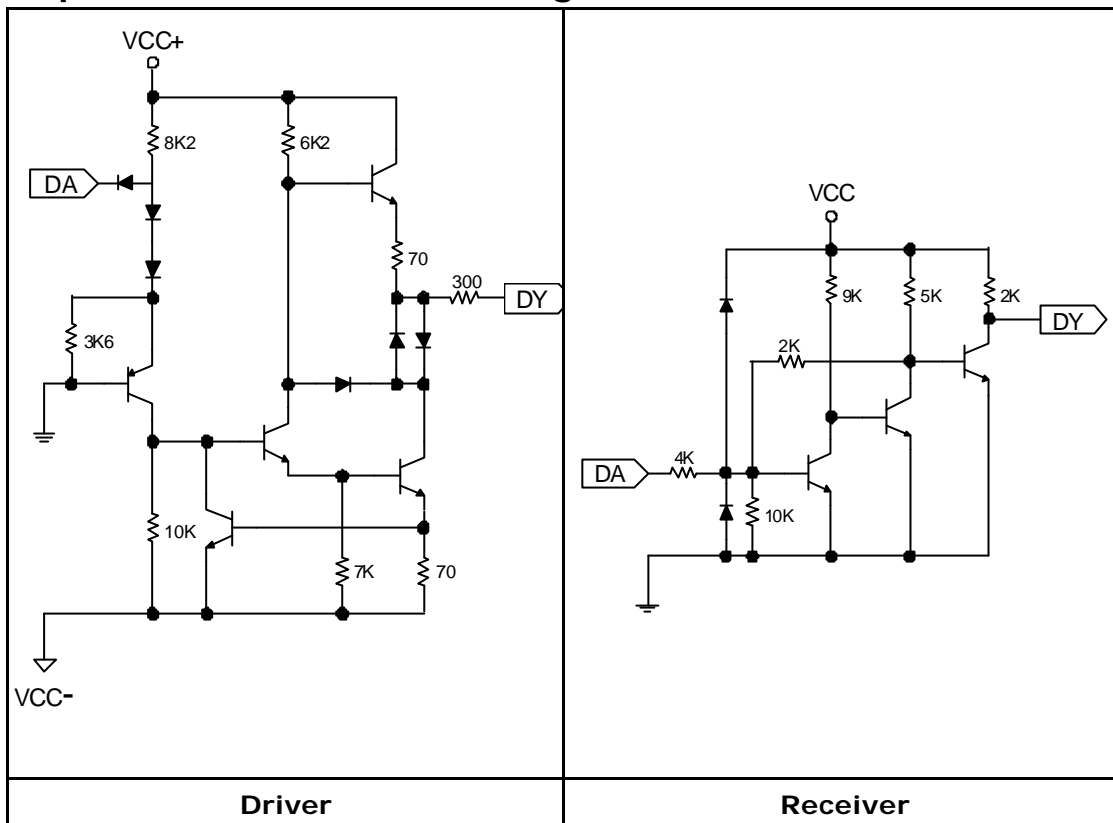 VCC+
8K2
6K2
DA
70
300
DY
3K6
10K
7K
70
VCC-
VCC
9K
5K
2K
DY
2K
4K
DA
10K
Driver
Receiver